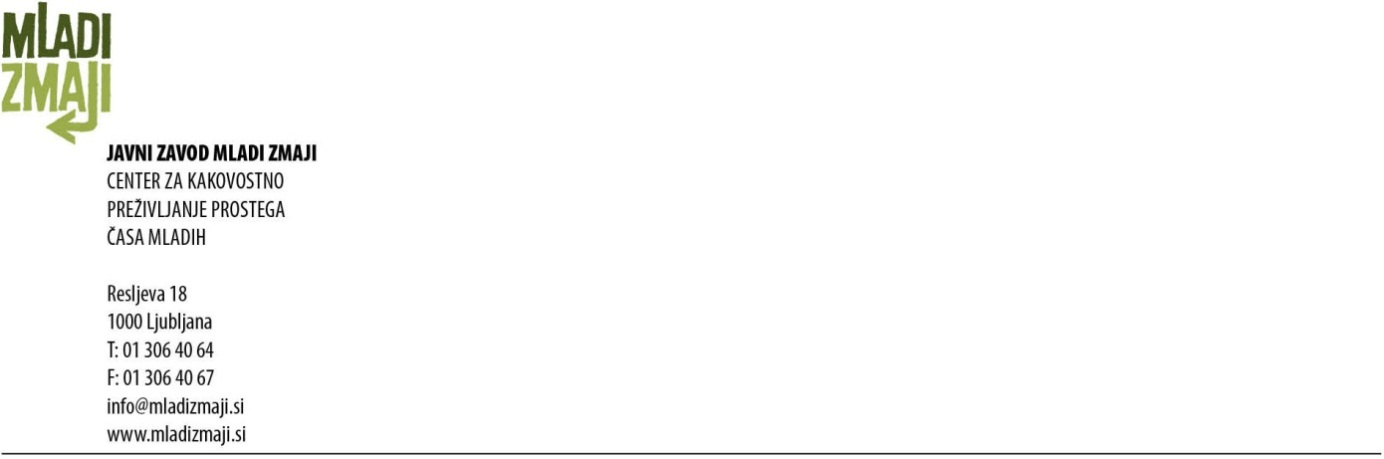 MLADI
ZMAJI
JAVNI ZAVOD MLADI ZMAJI
CENTER ZA KAKOVOSTNO
PREŽIVLJANJE PROSTEGA
ČASA MLADIH
Resljeva 18
1000 Ljubljana
T: 01 306 40 64
F: 01 306 40 67
info@mladizmaji.si
www.mladizmaji.si